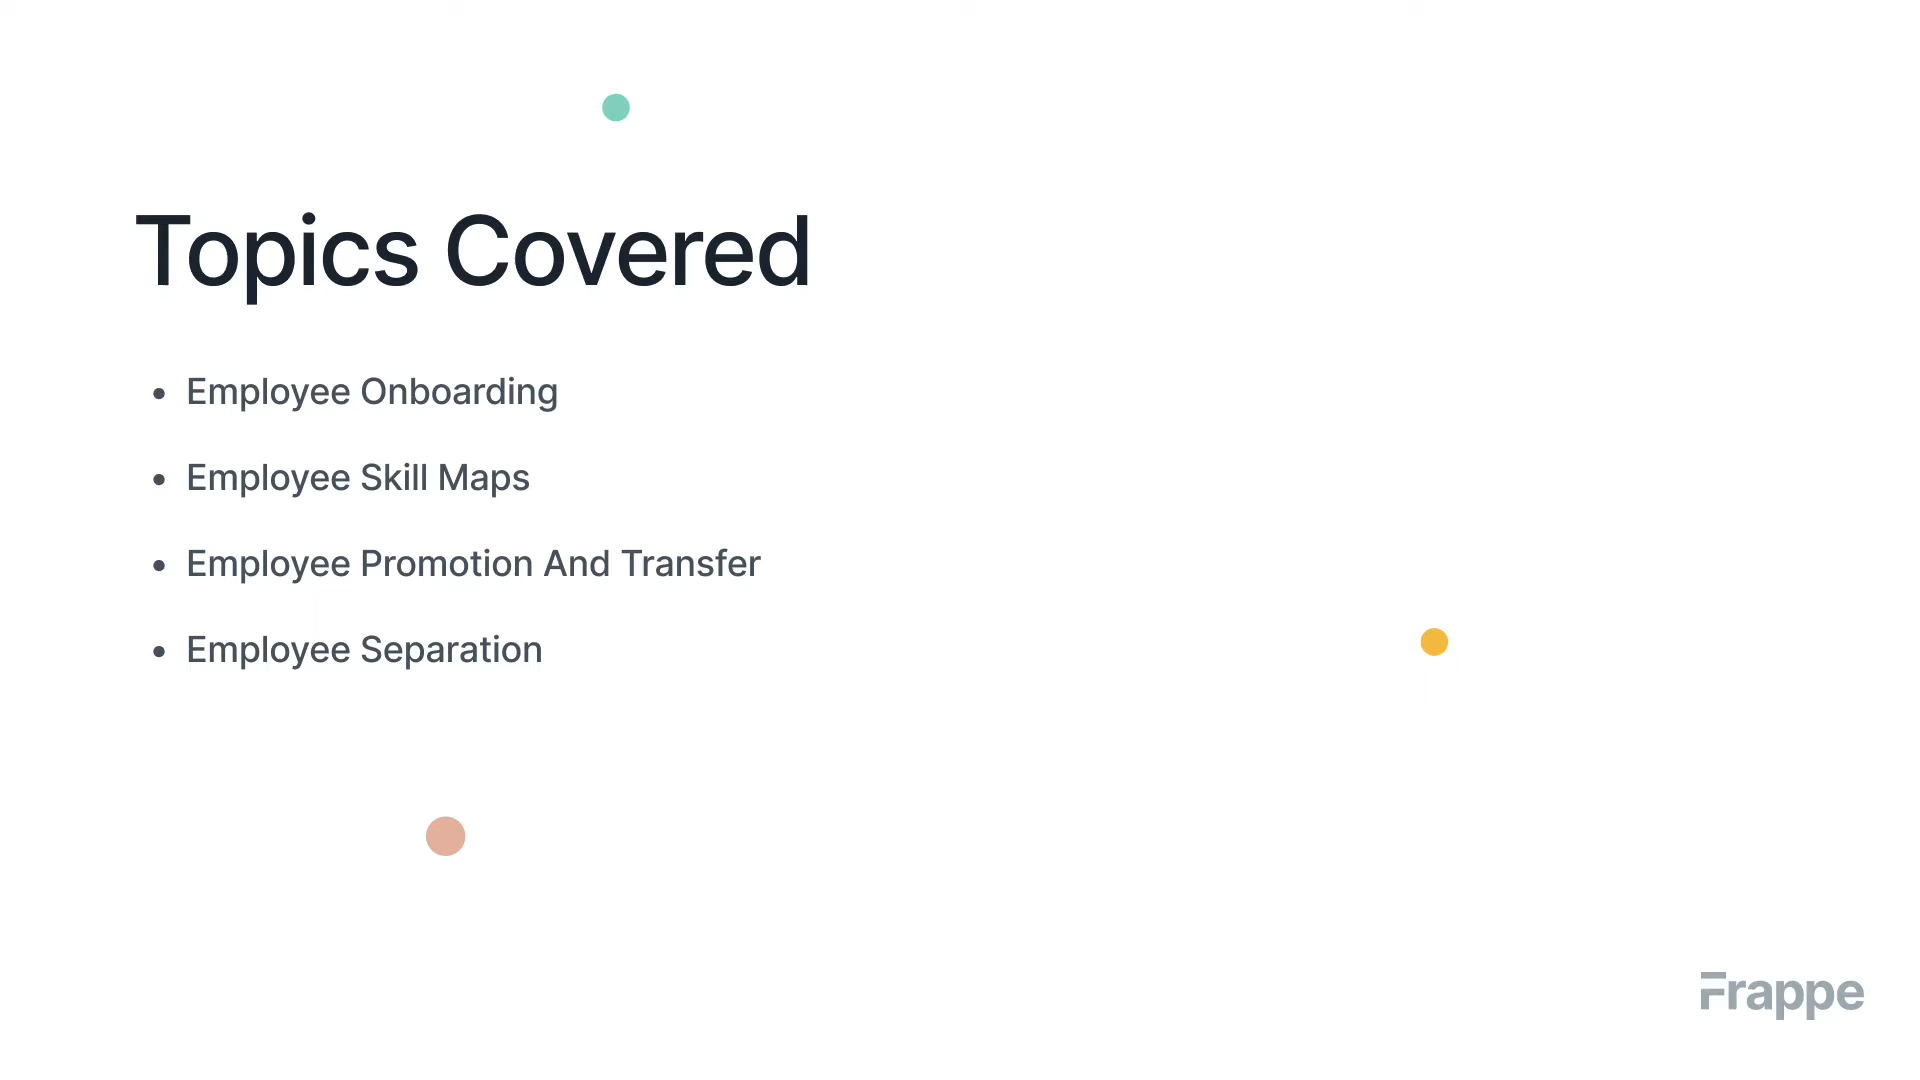 Topics Covered
• Employee Onboarding
• Employee Skill Maps
• Employee Promotion And Transfer
• Employee Separation
Frappe